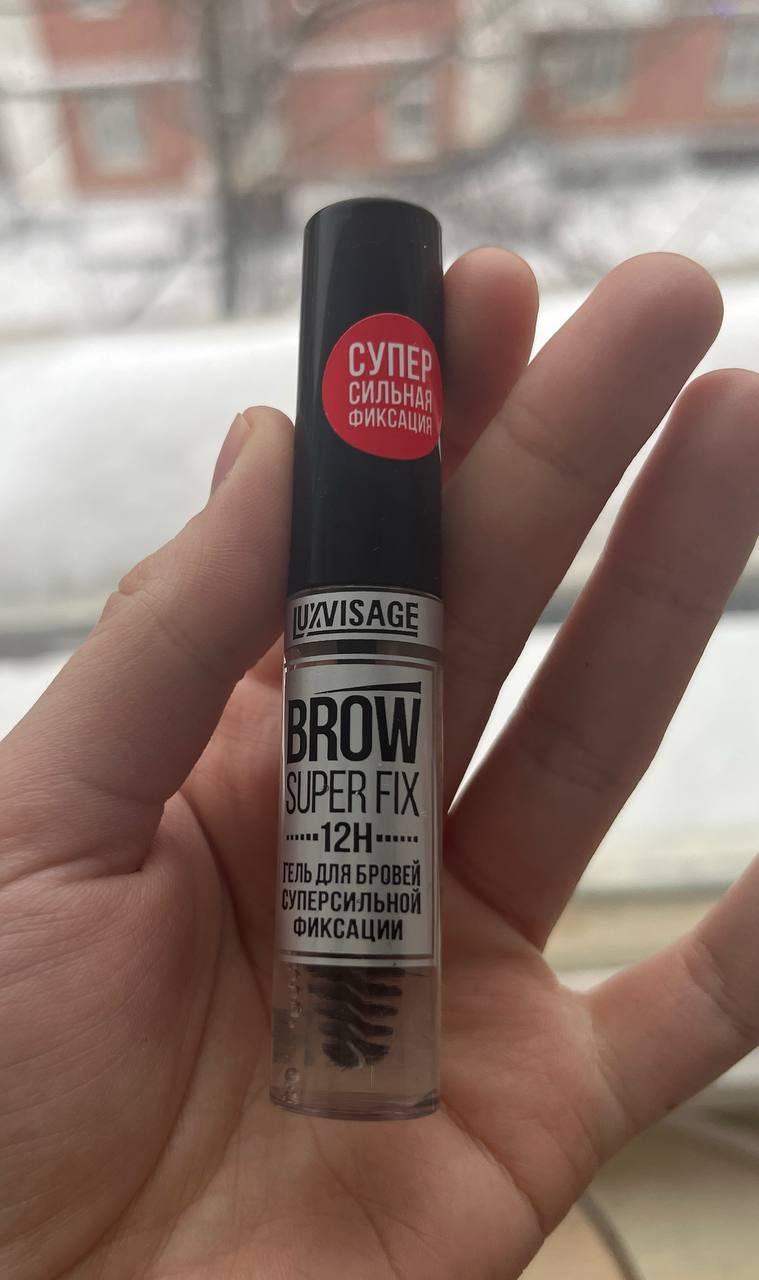 СУПЕР
СИЛЬНАЯ
ФИКСАЦИЯ
LUXVISAGE
BROW
SUPER FIX
12H
ГЕЛЬ ДЛЯ БРОВЕЙ
СУПЕРСИЛЬНОЙ
ФИКСАЦИИ